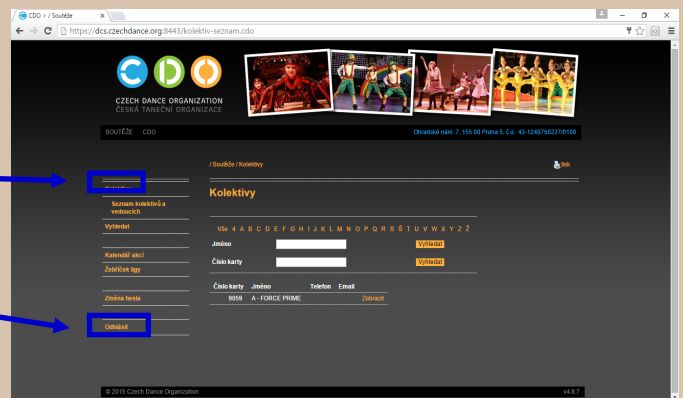 CDO > / Soutěže
https://dcs.czechdance.org:8443/kolektiv-seznam.cdo
CDO
CZECH DANCE ORGANIZATION
ČESKÁ TANEČNÍ ORGANIZACE
SOUTĚŽE CDO
Ohradské nám. 7, 155 00 Praha 5, č.ú.: 43-1240750227/0100
/ Soutěže / Kolektivy
tisk
Kolektivy
Seznam kolektivů a
vedoucích
Vyhledat
Kalendář akcí
Žebříček ligy
Změna hesla
Odhlásit
Kolektivy
Vše 4 A B C D E F G H I J K L M N O P Q R S Š T U V W X Y Z Ž
Jméno Vyhledat
Číslo karty Vyhledat
Číslo karty Jméno Telefon Email
9059 A - FORCE PRIME Zobrazit
© 2015 Czech Dance Organization
v4.8.7